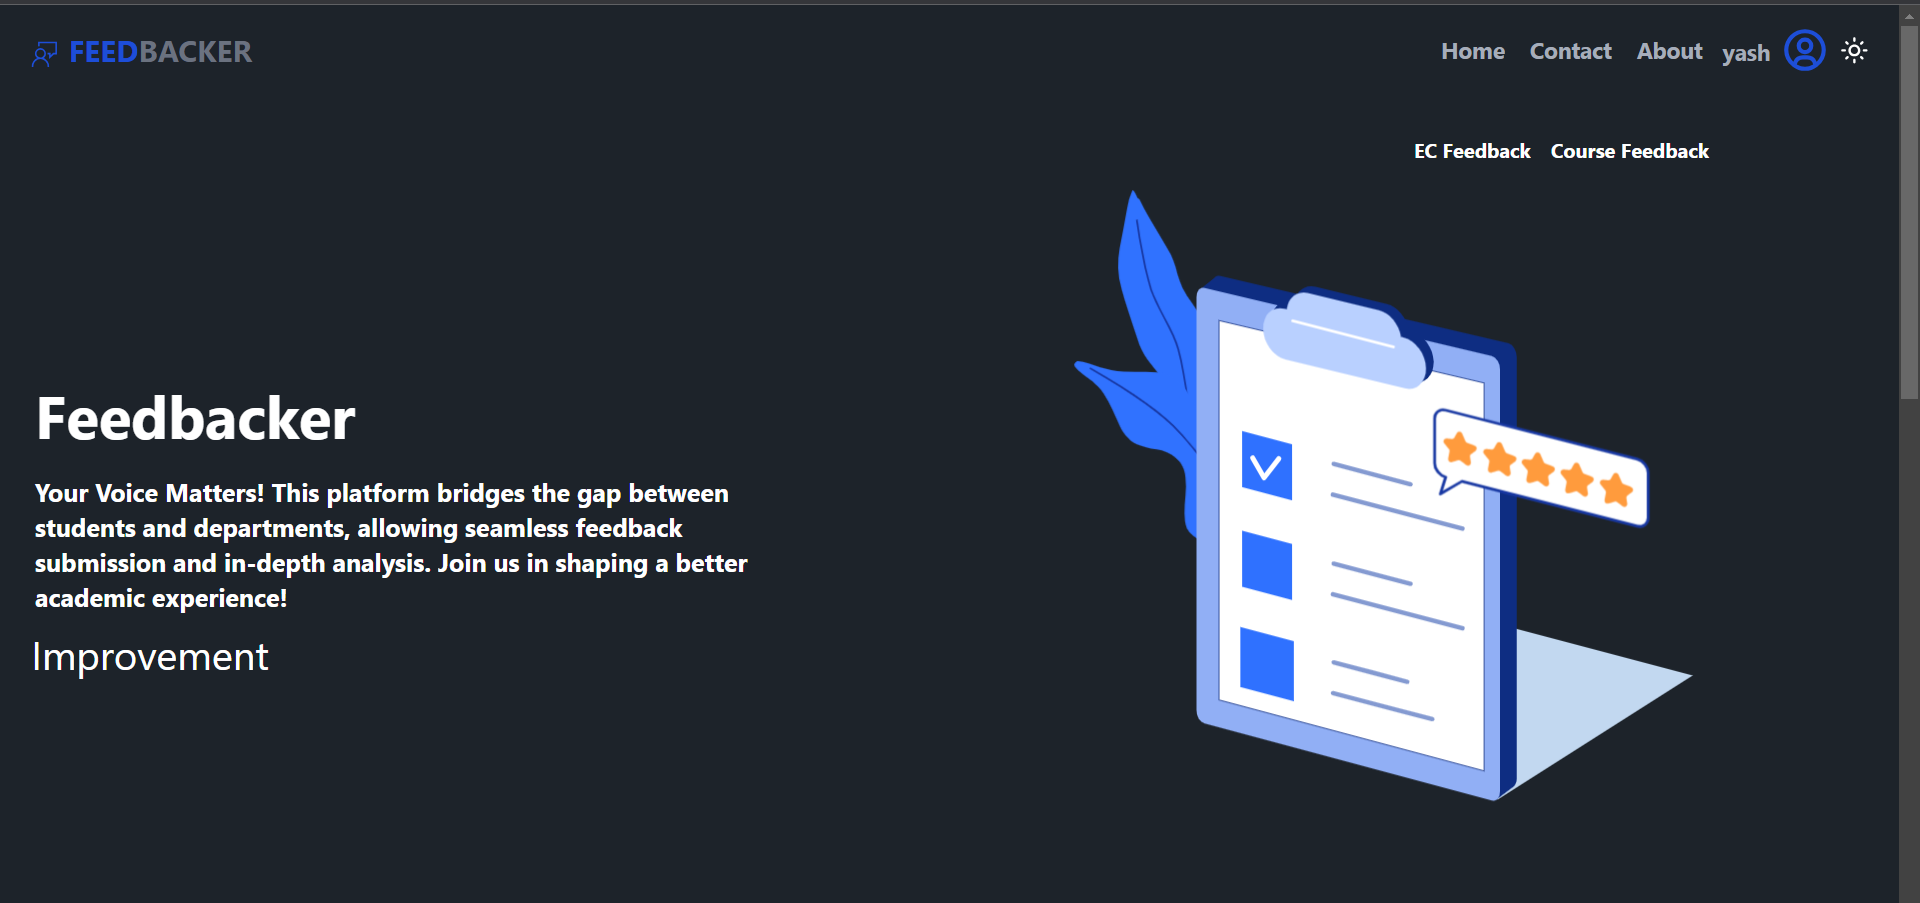 FEEDBACKER
Home Contact About yash
EC Feedback Course Feedback
Feedbacker
Your Voice Matters! This platform bridges the gap between
students and departments, allowing seamless feedback
submission and in-depth analysis. Join us in shaping a better
academic experience!
Improvement